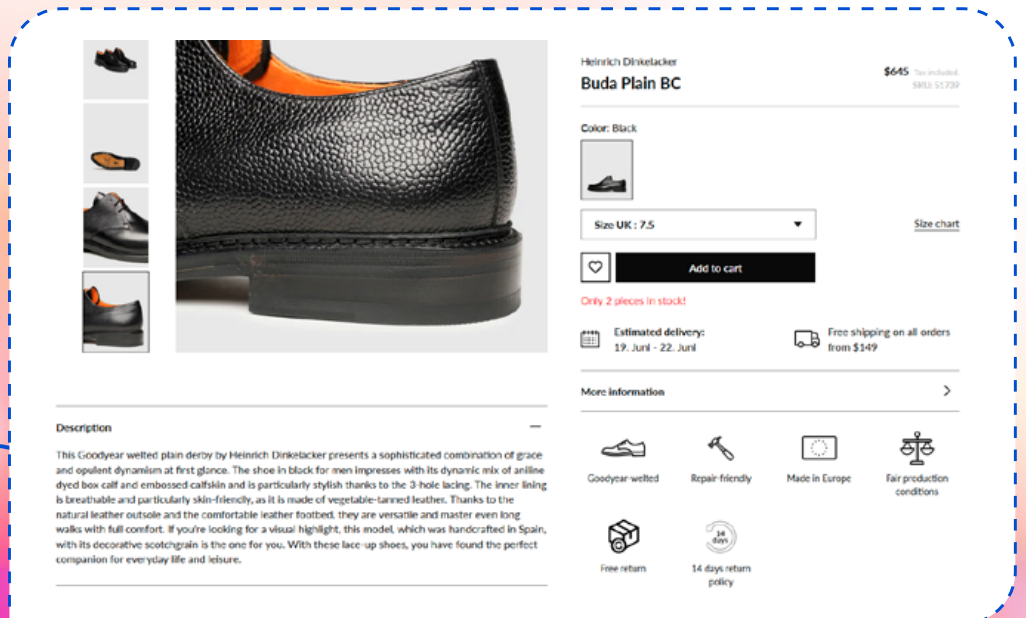 Heinrich Dinkelacker
Buda Plain BC
$645 Tax included.
SKU: 51739
Color: Black
Size UK : 7.5
Size chart
Add to cart
Only 2 pieces in stock!
Estimated delivery:
19. Juni - 22. Juni
Free shipping on all orders
from $149
More information
Goodyear-welted
Repair-friendly
Made in Europe
Fair production
conditions
Free return
14
days
14 days return
policy
Description
This Goodyear welted plain derby by Heinrich Dinkelacker presents a sophisticated combination of grace
and opulent dynamism at first glance. The shoe in black for men impresses with its dynamic mix of aniline
dyed box calf and embossed calfskin and is particularly stylish thanks to the 3-hole lacing. The inner lining
is breathable and particularly skin-friendly, as it is made of vegetable-tanned leather. Thanks to the
natural leather outsole and the comfortable leather footbed, they are versatile and master even long
walks with full comfort. If you're looking for a visual highlight, this model, which was handcrafted in Spain,
with its decorative scotchgrain is the one for you. With these lace-up shoes, you have found the perfect
companion for everyday life and leisure.